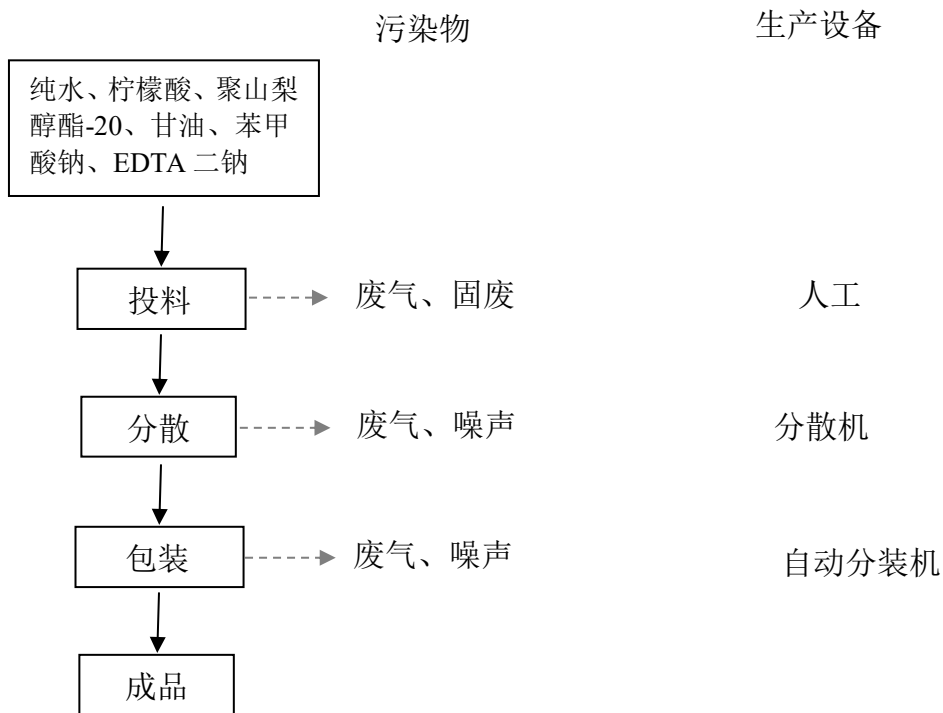 污染物
生产设备
纯水、柠檬酸、聚山梨
醇酯-20、甘油、苯甲
酸钠、EDTA 二钠
投料
废气、固废
人工
分散
废气、噪声
分散机
包装
废气、噪声
自动分装机
成品